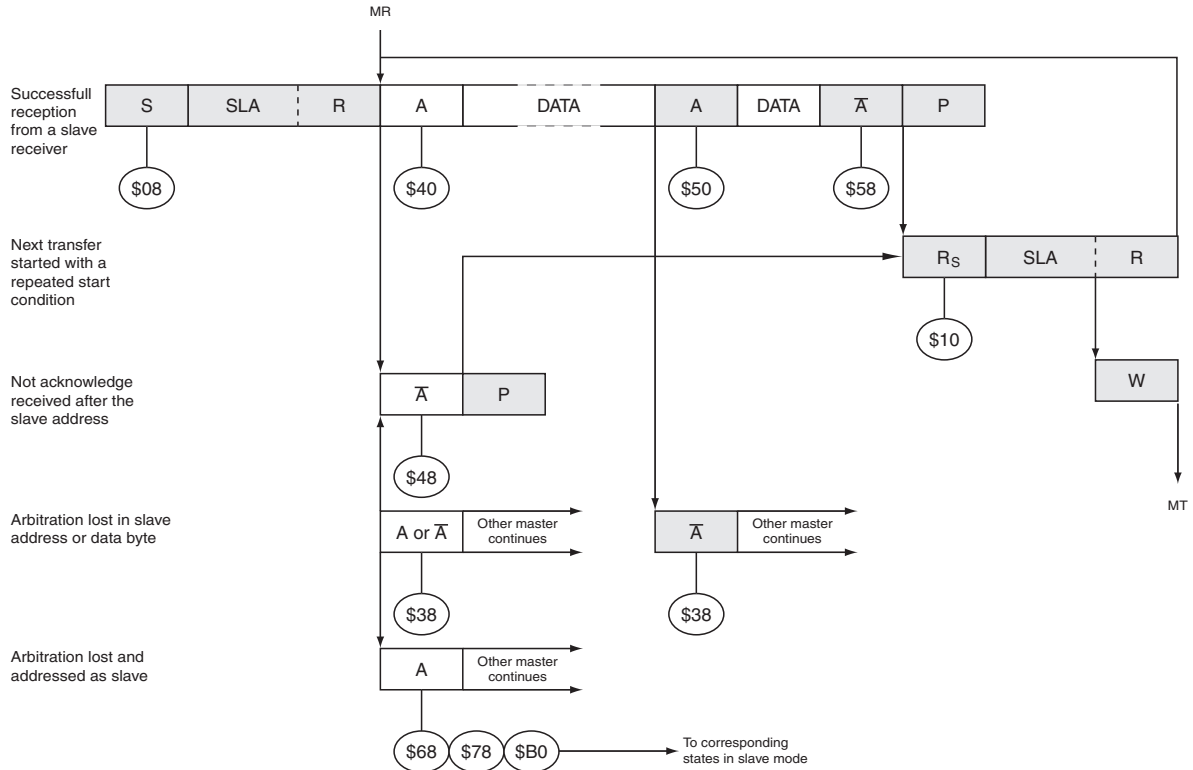 MR
Successfull
reception
from a slave
receiver
S SLA R A DATA A DATA A̅ P
$08 $40 $50 $58
Next transfer
started with a
repeated start
condition
RS SLA R
$10
Not acknowledge
received after the
slave address
A̅ P
W
$48
MT
Arbitration lost in slave
address or data byte
A or A̅
Other master
continues
A̅
Other master
continues
$38 $38
Arbitration lost and
addressed as slave
A
Other master
continues
$68 $78 $B0
To corresponding
states in slave mode